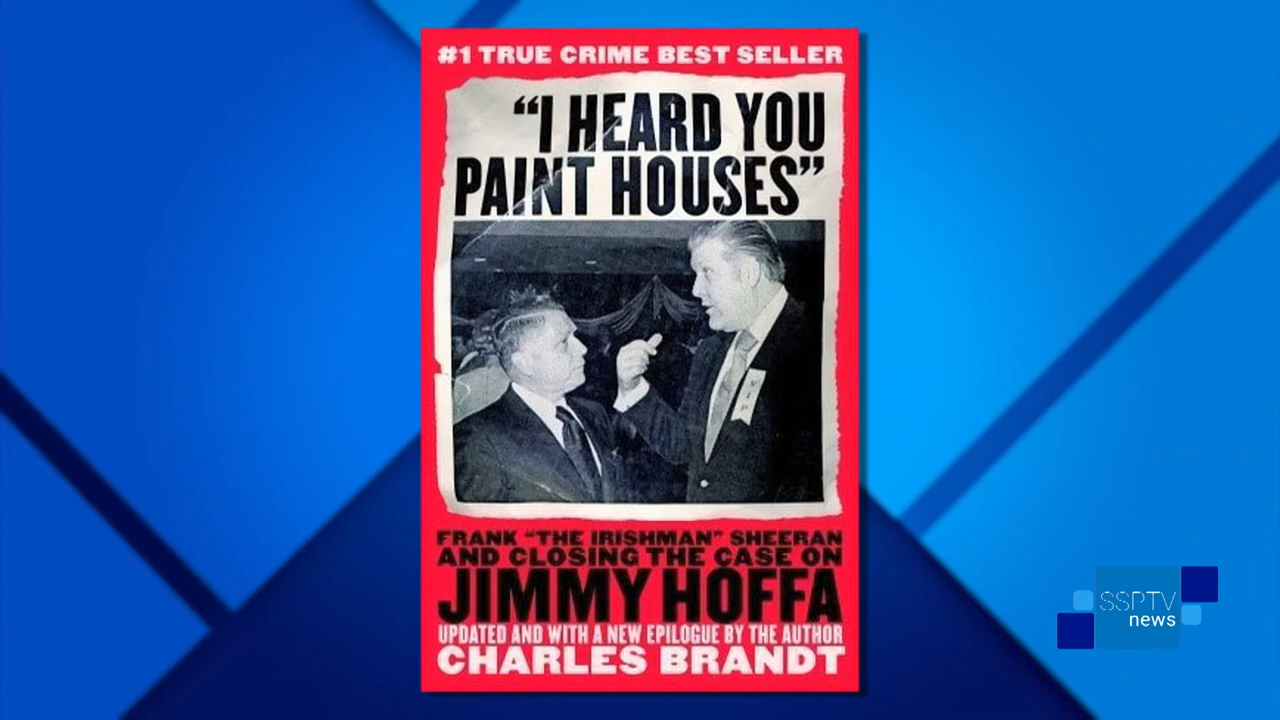 #1 TRUE CRIME BEST SELLER
“I HEARD YOU
PAINT HOUSES”
VIP
FRANK “THE IRISHMAN” SHEERAN
AND CLOSING THE CASE ON
JIMMY HOFFA
UPDATED AND WITH A NEW EPILOGUE BY THE AUTHOR
CHARLES BRANDT
SSPTV
news